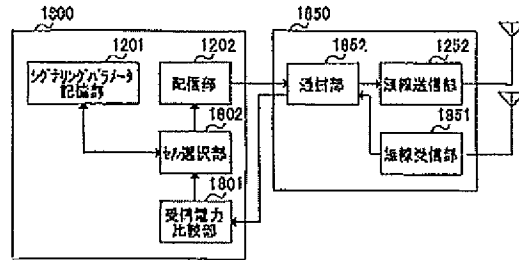 1800
1850
1201
シグナリングパラメータ
記憶部
1202
配信部
1852
送受部
1252
無線送信部
1802
セル選択部
1851
無線受信部
1801
受信電力
比較部